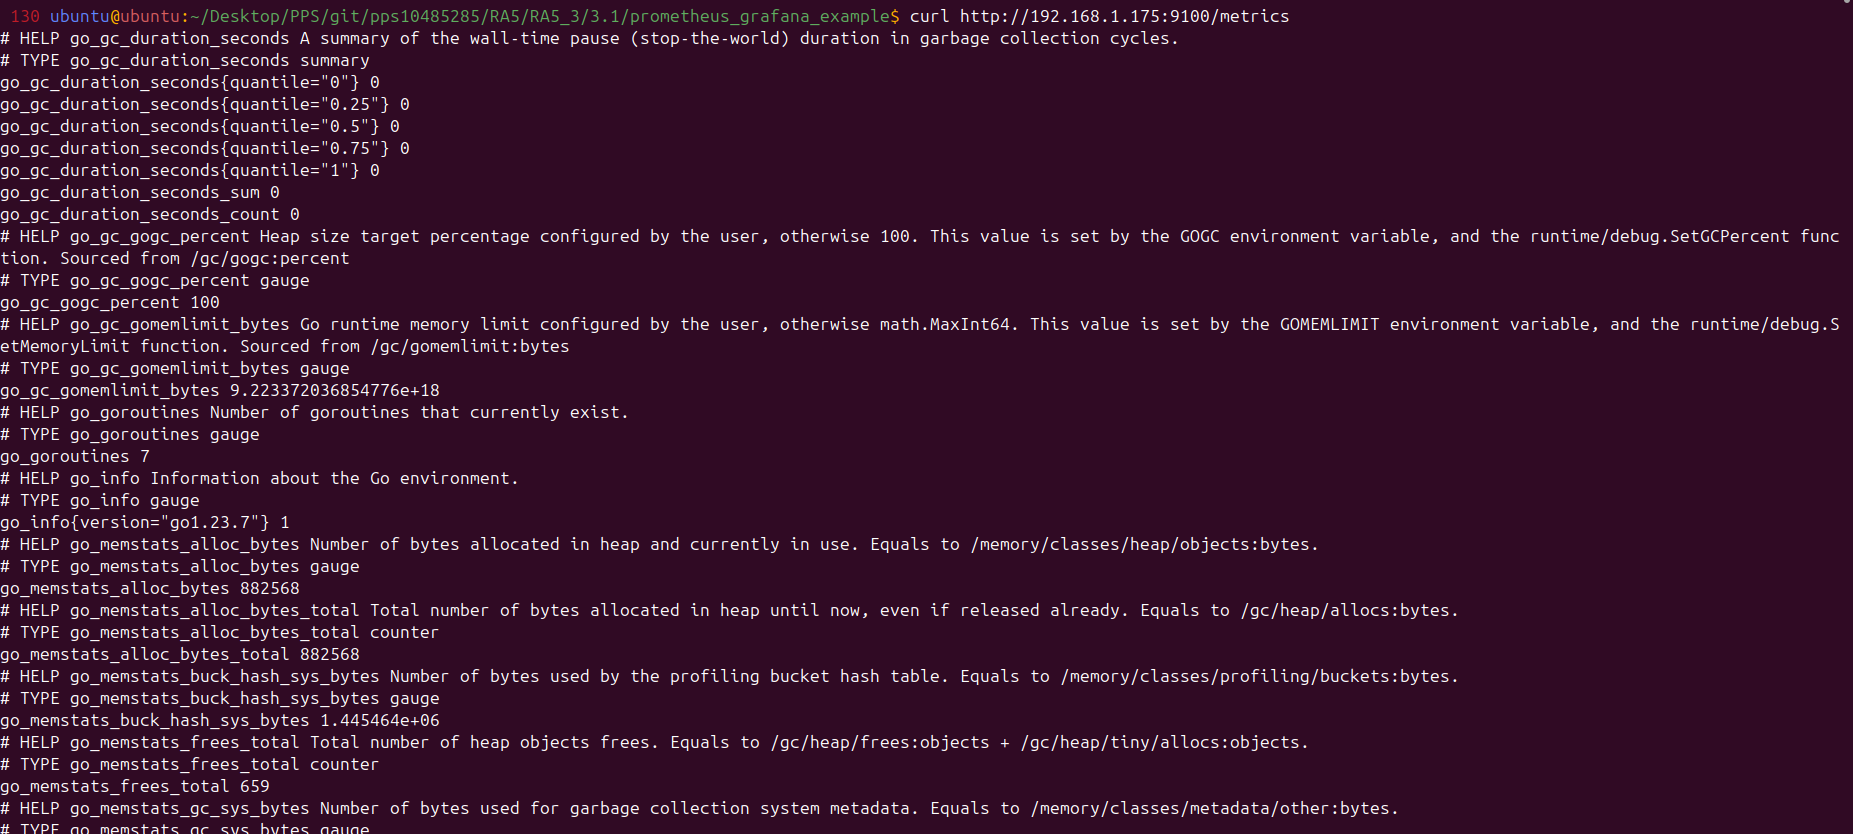 130 ubuntu@ubuntu:~/Desktop/PPS/git/pps10485285/RA5/RA5_3/3.1/prometheus_grafana_example$ curl http://192.168.1.175:9100/metrics
# HELP go_gc_duration_seconds A summary of the wall-time pause (stop-the-world) duration in garbage collection cycles.
# TYPE go_gc_duration_seconds summary
go_gc_duration_seconds{quantile="0"} 0
go_gc_duration_seconds{quantile="0.25"} 0
go_gc_duration_seconds{quantile="0.5"} 0
go_gc_duration_seconds{quantile="0.75"} 0
go_gc_duration_seconds{quantile="1"} 0
go_gc_duration_seconds_sum 0
go_gc_duration_seconds_count 0
# HELP go_gc_gogc_percent Heap size target percentage configured by the user, otherwise 100. This value is set by the GOGC environment variable, and the runtime/debug.SetGCPercent func
tion. Sourced from /gc/gogc:percent
# TYPE go_gc_gogc_percent gauge
go_gc_gogc_percent 100
# HELP go_gc_gomemlimit_bytes Go runtime memory limit configured by the user, otherwise math.MaxInt64. This value is set by the GOMEMLIMIT environment variable, and the runtime/debug.S
etMemoryLimit function. Sourced from /gc/gomemlimit:bytes
# TYPE go_gc_gomemlimit_bytes gauge
go_gc_gomemlimit_bytes 9.223372036854776e+18
# HELP go_goroutines Number of goroutines that currently exist.
# TYPE go_goroutines gauge
go_goroutines 7
# HELP go_info Information about the Go environment.
# TYPE go_info gauge
go_info{version="go1.23.7"} 1
# HELP go_memstats_alloc_bytes Number of bytes allocated in heap and currently in use. Equals to /memory/classes/heap/objects:bytes.
# TYPE go_memstats_alloc_bytes gauge
go_memstats_alloc_bytes 882568
# HELP go_memstats_alloc_bytes_total Total number of bytes allocated in heap until now, even if released already. Equals to /gc/heap/allocs:bytes.
# TYPE go_memstats_alloc_bytes_total counter
go_memstats_alloc_bytes_total 882568
# HELP go_memstats_buck_hash_sys_bytes Number of bytes used by the profiling bucket hash table. Equals to /memory/classes/profiling/buckets:bytes.
# TYPE go_memstats_buck_hash_sys_bytes gauge
go_memstats_buck_hash_sys_bytes 1.445464e+06
# HELP go_memstats_frees_total Total number of heap objects frees. Equals to /gc/heap/frees:objects + /gc/heap/tiny/allocs:objects.
# TYPE go_memstats_frees_total counter
go_memstats_frees_total 659
# HELP go_memstats_gc_sys_bytes Number of bytes used for garbage collection system metadata. Equals to /memory/classes/metadata/other:bytes.
# TYPE go_memstats_gc_sys_bytes gauge